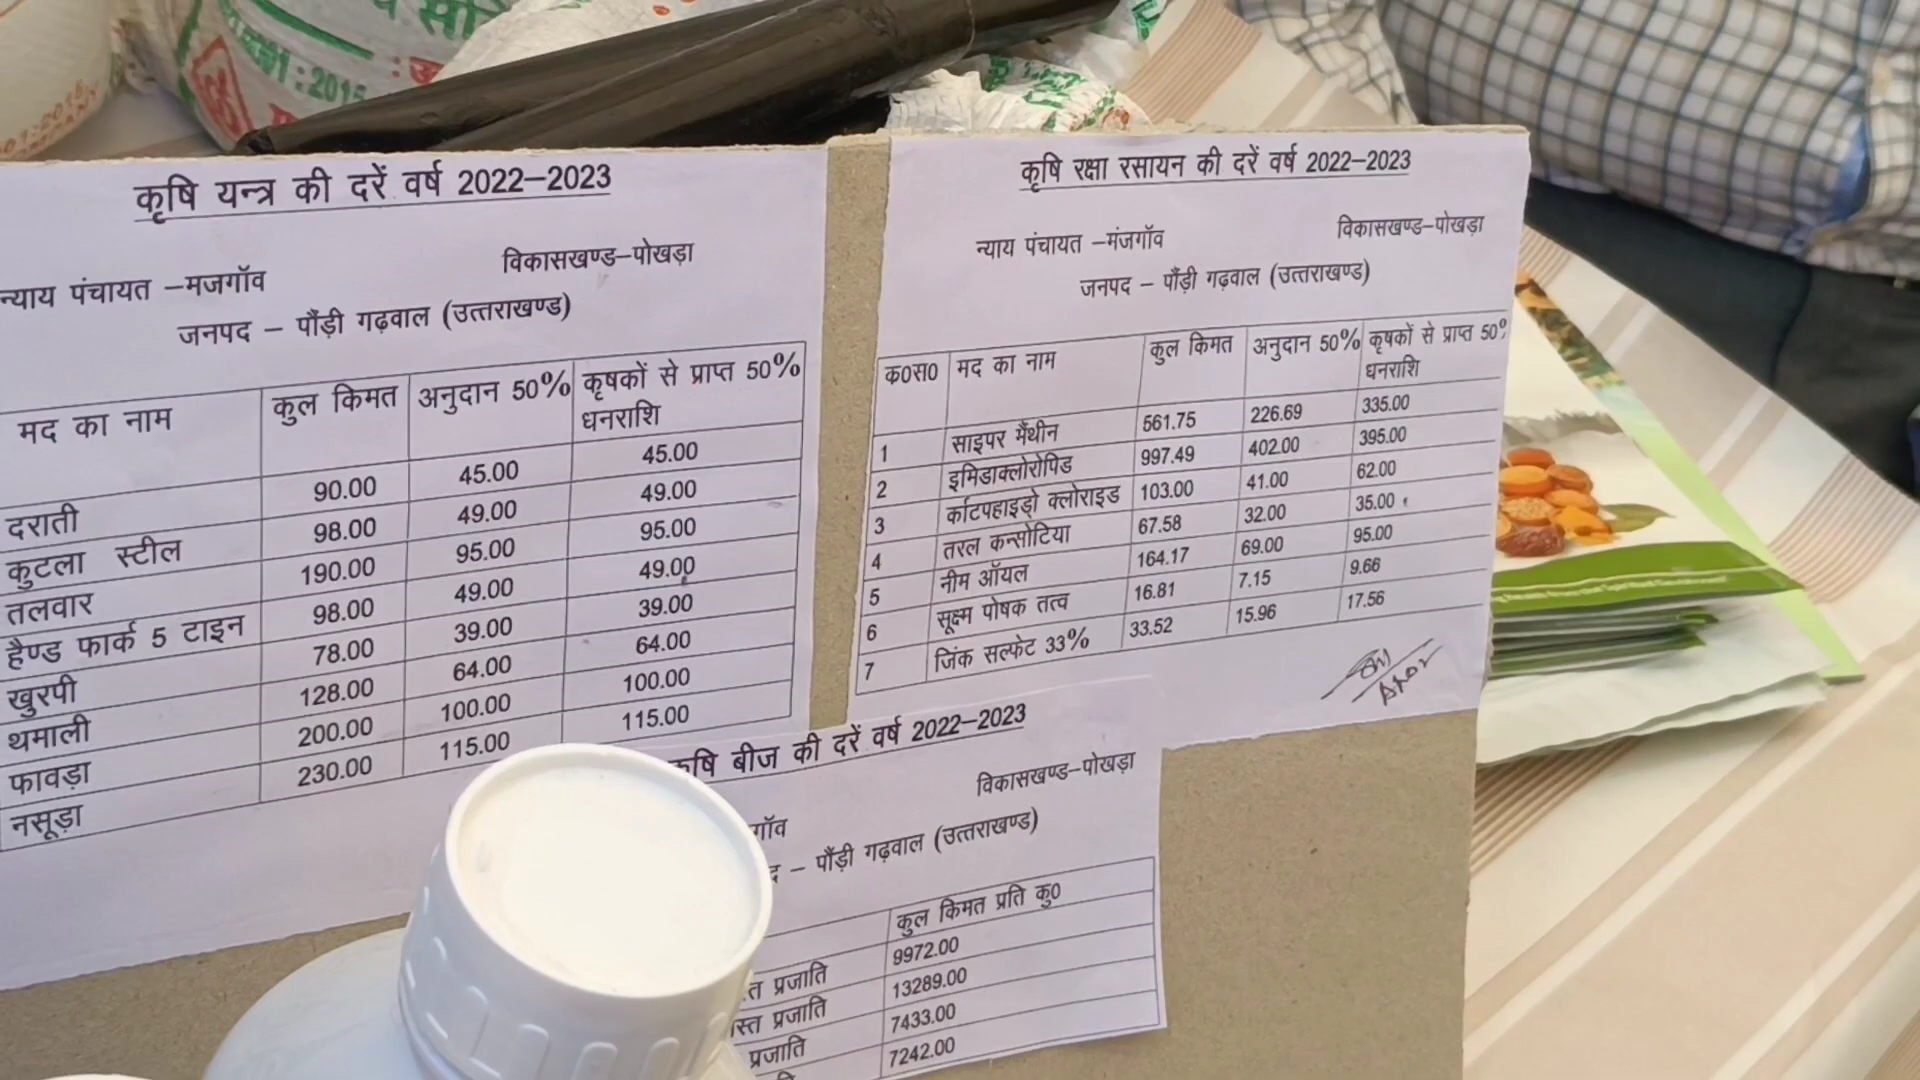 :2015
कृषि यन्त्र की दरें वर्ष 2022–2023
न्याय पंचायत –मजगॉव
विकासखण्ड–पोखड़ा
जनपद – पौंड़ी गढ़वाल (उत्तराखण्ड)
मद का नाम कुल किमत अनुदान 50% कृषकों से प्राप्त 50% धनराशि
दराती 90.00 45.00 45.00
कुटला स्टील 98.00 49.00 49.00
तलवार 190.00 95.00 95.00
हैण्ड फार्क 5 टाइन 98.00 49.00 49.00
खुरपी 78.00 39.00 39.00
थमाली 128.00 64.00 64.00
फावड़ा 200.00 100.00 100.00
नसूड़ा 230.00 115.00 115.00
कृषि रक्षा रसायन की दरें वर्ष 2022–2023
न्याय पंचायत –मंजगॉव
विकासखण्ड–पोखड़ा
जनपद – पौंड़ी गढ़वाल (उत्तराखण्ड)
क0स0 मद का नाम कुल किमत अनुदान 50% कृषकों से प्राप्त 50% धनराशि
1 साइपर मैंथीन 561.75 226.69 335.00
2 इमिडाक्लोरोपिड 997.49 402.00 395.00
3 कॉटपहाइड्रो क्लोराइड 103.00 41.00 62.00
4 तरल कन्सोटिया 67.58 32.00 35.00
5 नीम ऑयल 164.17 69.00 95.00
6 सूक्ष्म पोषक तत्व 16.81 7.15 9.66
7 जिंक सल्फेट 33% 33.52 15.96 17.56
कृषि बीज की दरें वर्ष 2022–2023
विकासखण्ड–पोखड़ा
गॉव
द – पौंड़ी गढ़वाल (उत्तराखण्ड)
कुल किमत प्रति कु0
त प्रजाति 9972.00
स्त प्रजाति 13289.00
प्रजाति 7433.00
7242.00